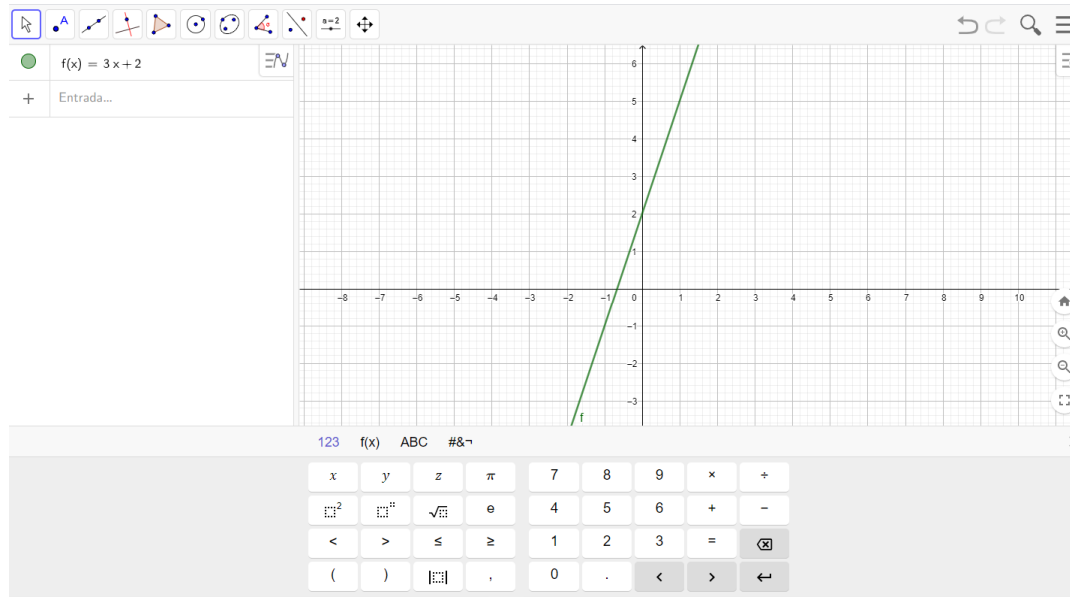 A
α
a=2
f(x) = 3 x + 2
Entrada...
6
5
4
3
2
1
−8 −7 −6 −5 −4 −3 −2 −1 0 1 2 3 4 5 6 7 8 9 10
−1
−2
−3
f
123 f(x) ABC #&¬
x y z π 7 8 9 × ÷
□² □^□ √□ e 4 5 6 + −
< > ≤ ≥ 1 2 3 =
( ) |□| , 0 . < >